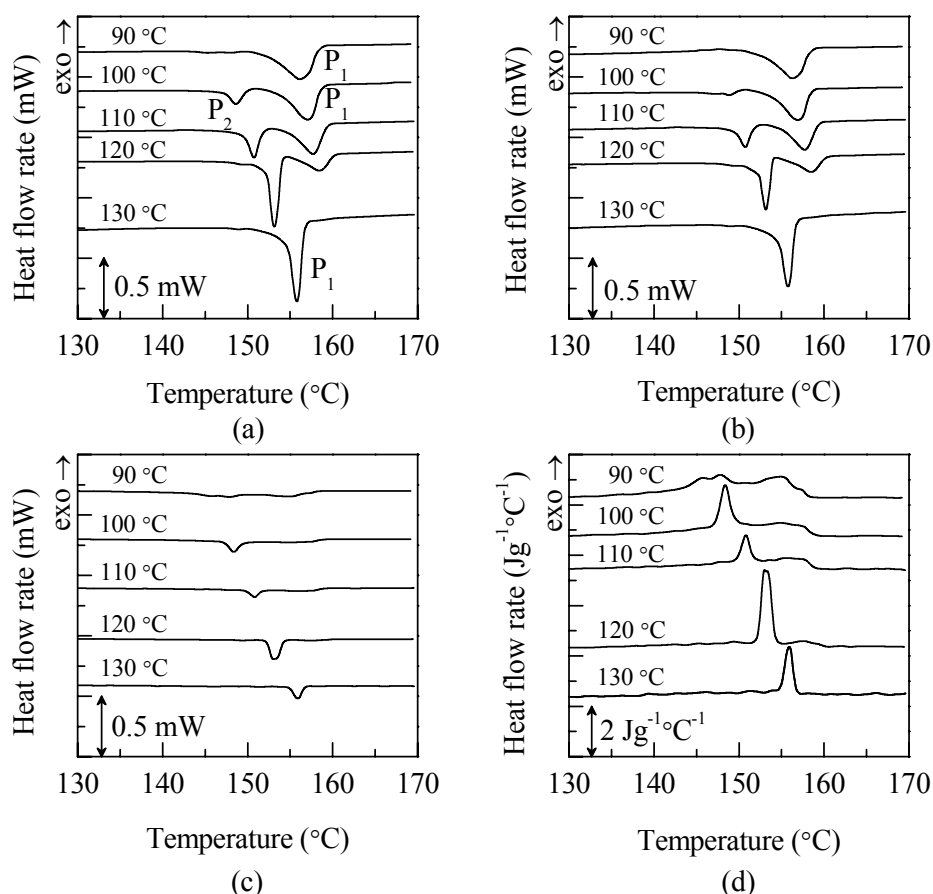 exo →
Heat flow rate (mW)
90 °C
100 °C
110 °C
120 °C
130 °C
P1
P2
P1
P1
0.5 mW
130 140 150 160 170
Temperature (°C)
(a)
exo →
Heat flow rate (mW)
90 °C
100 °C
110 °C
120 °C
130 °C
0.5 mW
130 140 150 160 170
Temperature (°C)
(b)
exo →
Heat flow rate (mW)
90 °C
100 °C
110 °C
120 °C
130 °C
0.5 mW
130 140 150 160 170
Temperature (°C)
(c)
exo →
Heat flow rate (Jg⁻¹°C⁻¹)
90 °C
100 °C
110 °C
120 °C
130 °C
2 Jg⁻¹°C⁻¹
130 140 150 160 170
Temperature (°C)
(d)